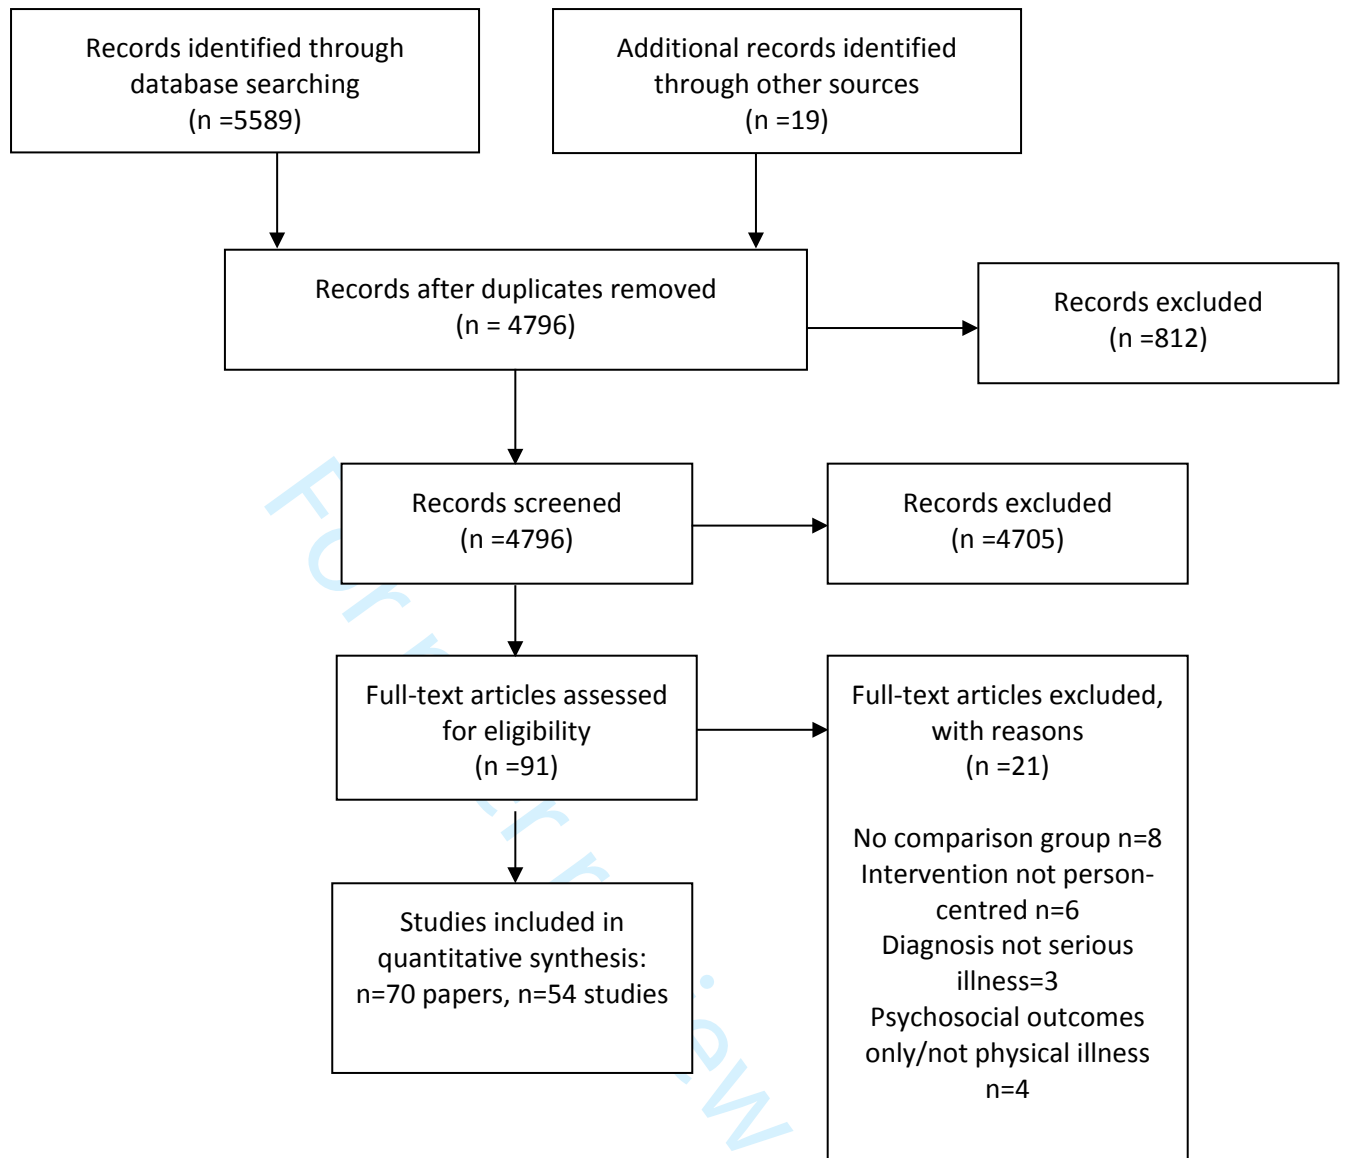 Records identified through
database searching
(n =5589)
Additional records identified
through other sources
(n =19)
Records after duplicates removed
(n = 4796)
Records excluded
(n =812)
Records screened
(n =4796)
Records excluded
(n =4705)
Full-text articles assessed
for eligibility
(n =91)
Full-text articles excluded,
with reasons
(n =21)
No comparison group n=8
Intervention not person-
centred n=6
Diagnosis not serious
illness=3
Psychosocial outcomes
only/not physical illness
n=4
Studies included in
quantitative synthesis:
n=70 papers, n=54 studies